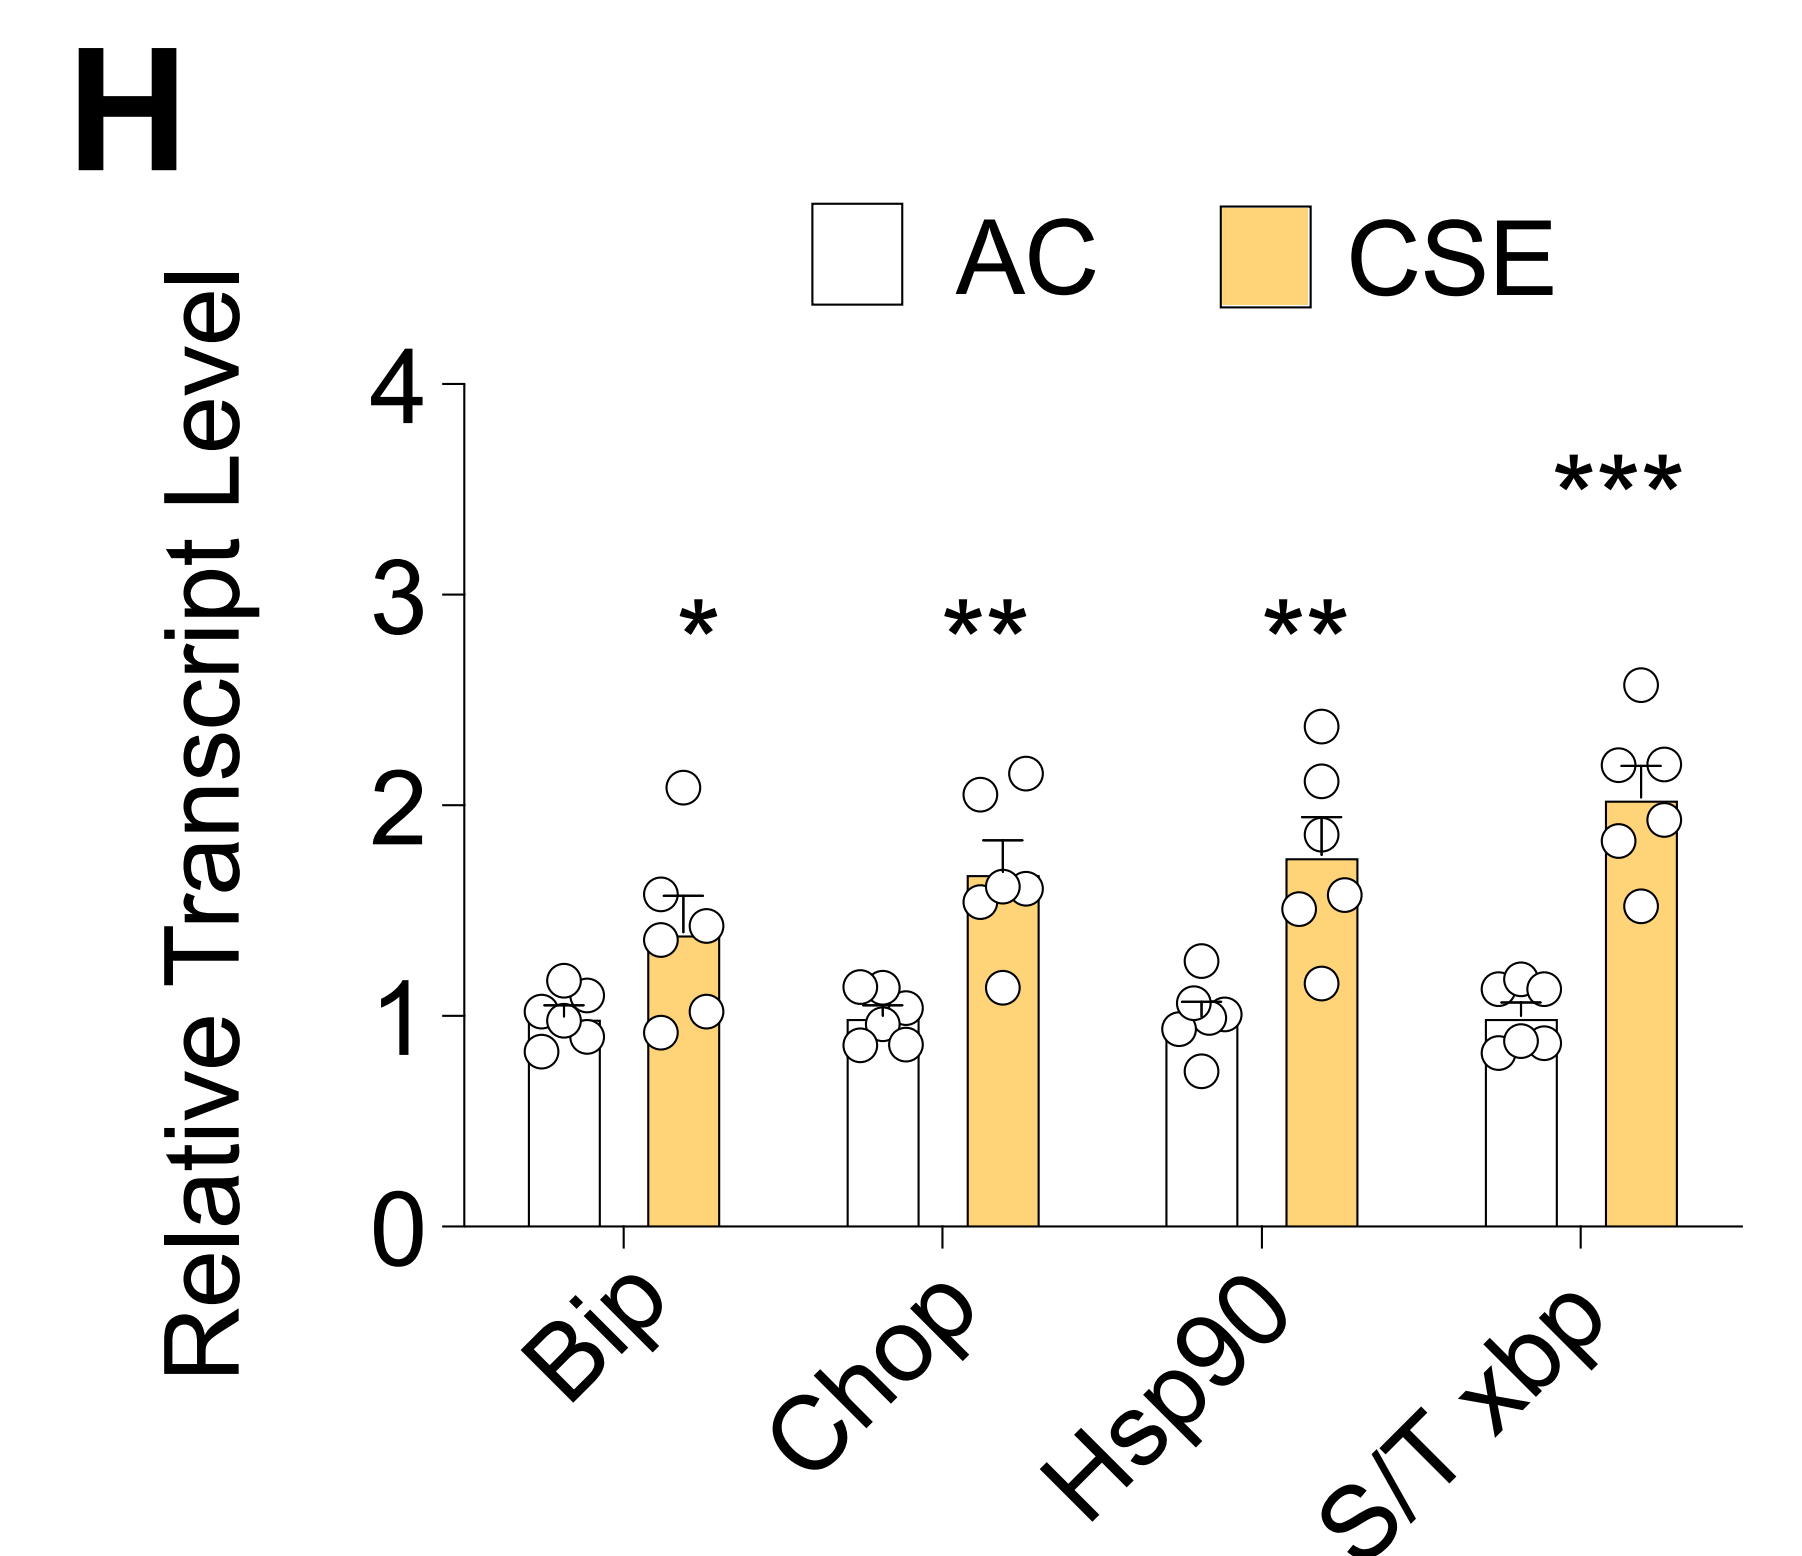 H
AC
CSE
Relative Transcript Level
4
3
2
1
0
*
**
**
***
Bip
Chop
Hsp90
S/T xbp